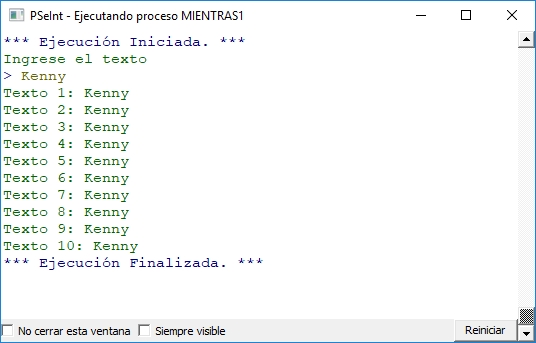 PSeInt - Ejecutando proceso MIENTRAS1
*** Ejecución Iniciada. ***
Ingrese el texto
> Kenny
Texto 1: Kenny
Texto 2: Kenny
Texto 3: Kenny
Texto 4: Kenny
Texto 5: Kenny
Texto 6: Kenny
Texto 7: Kenny
Texto 8: Kenny
Texto 9: Kenny
Texto 10: Kenny
*** Ejecución Finalizada. ***
No cerrar esta ventana Siempre visible Reiniciar